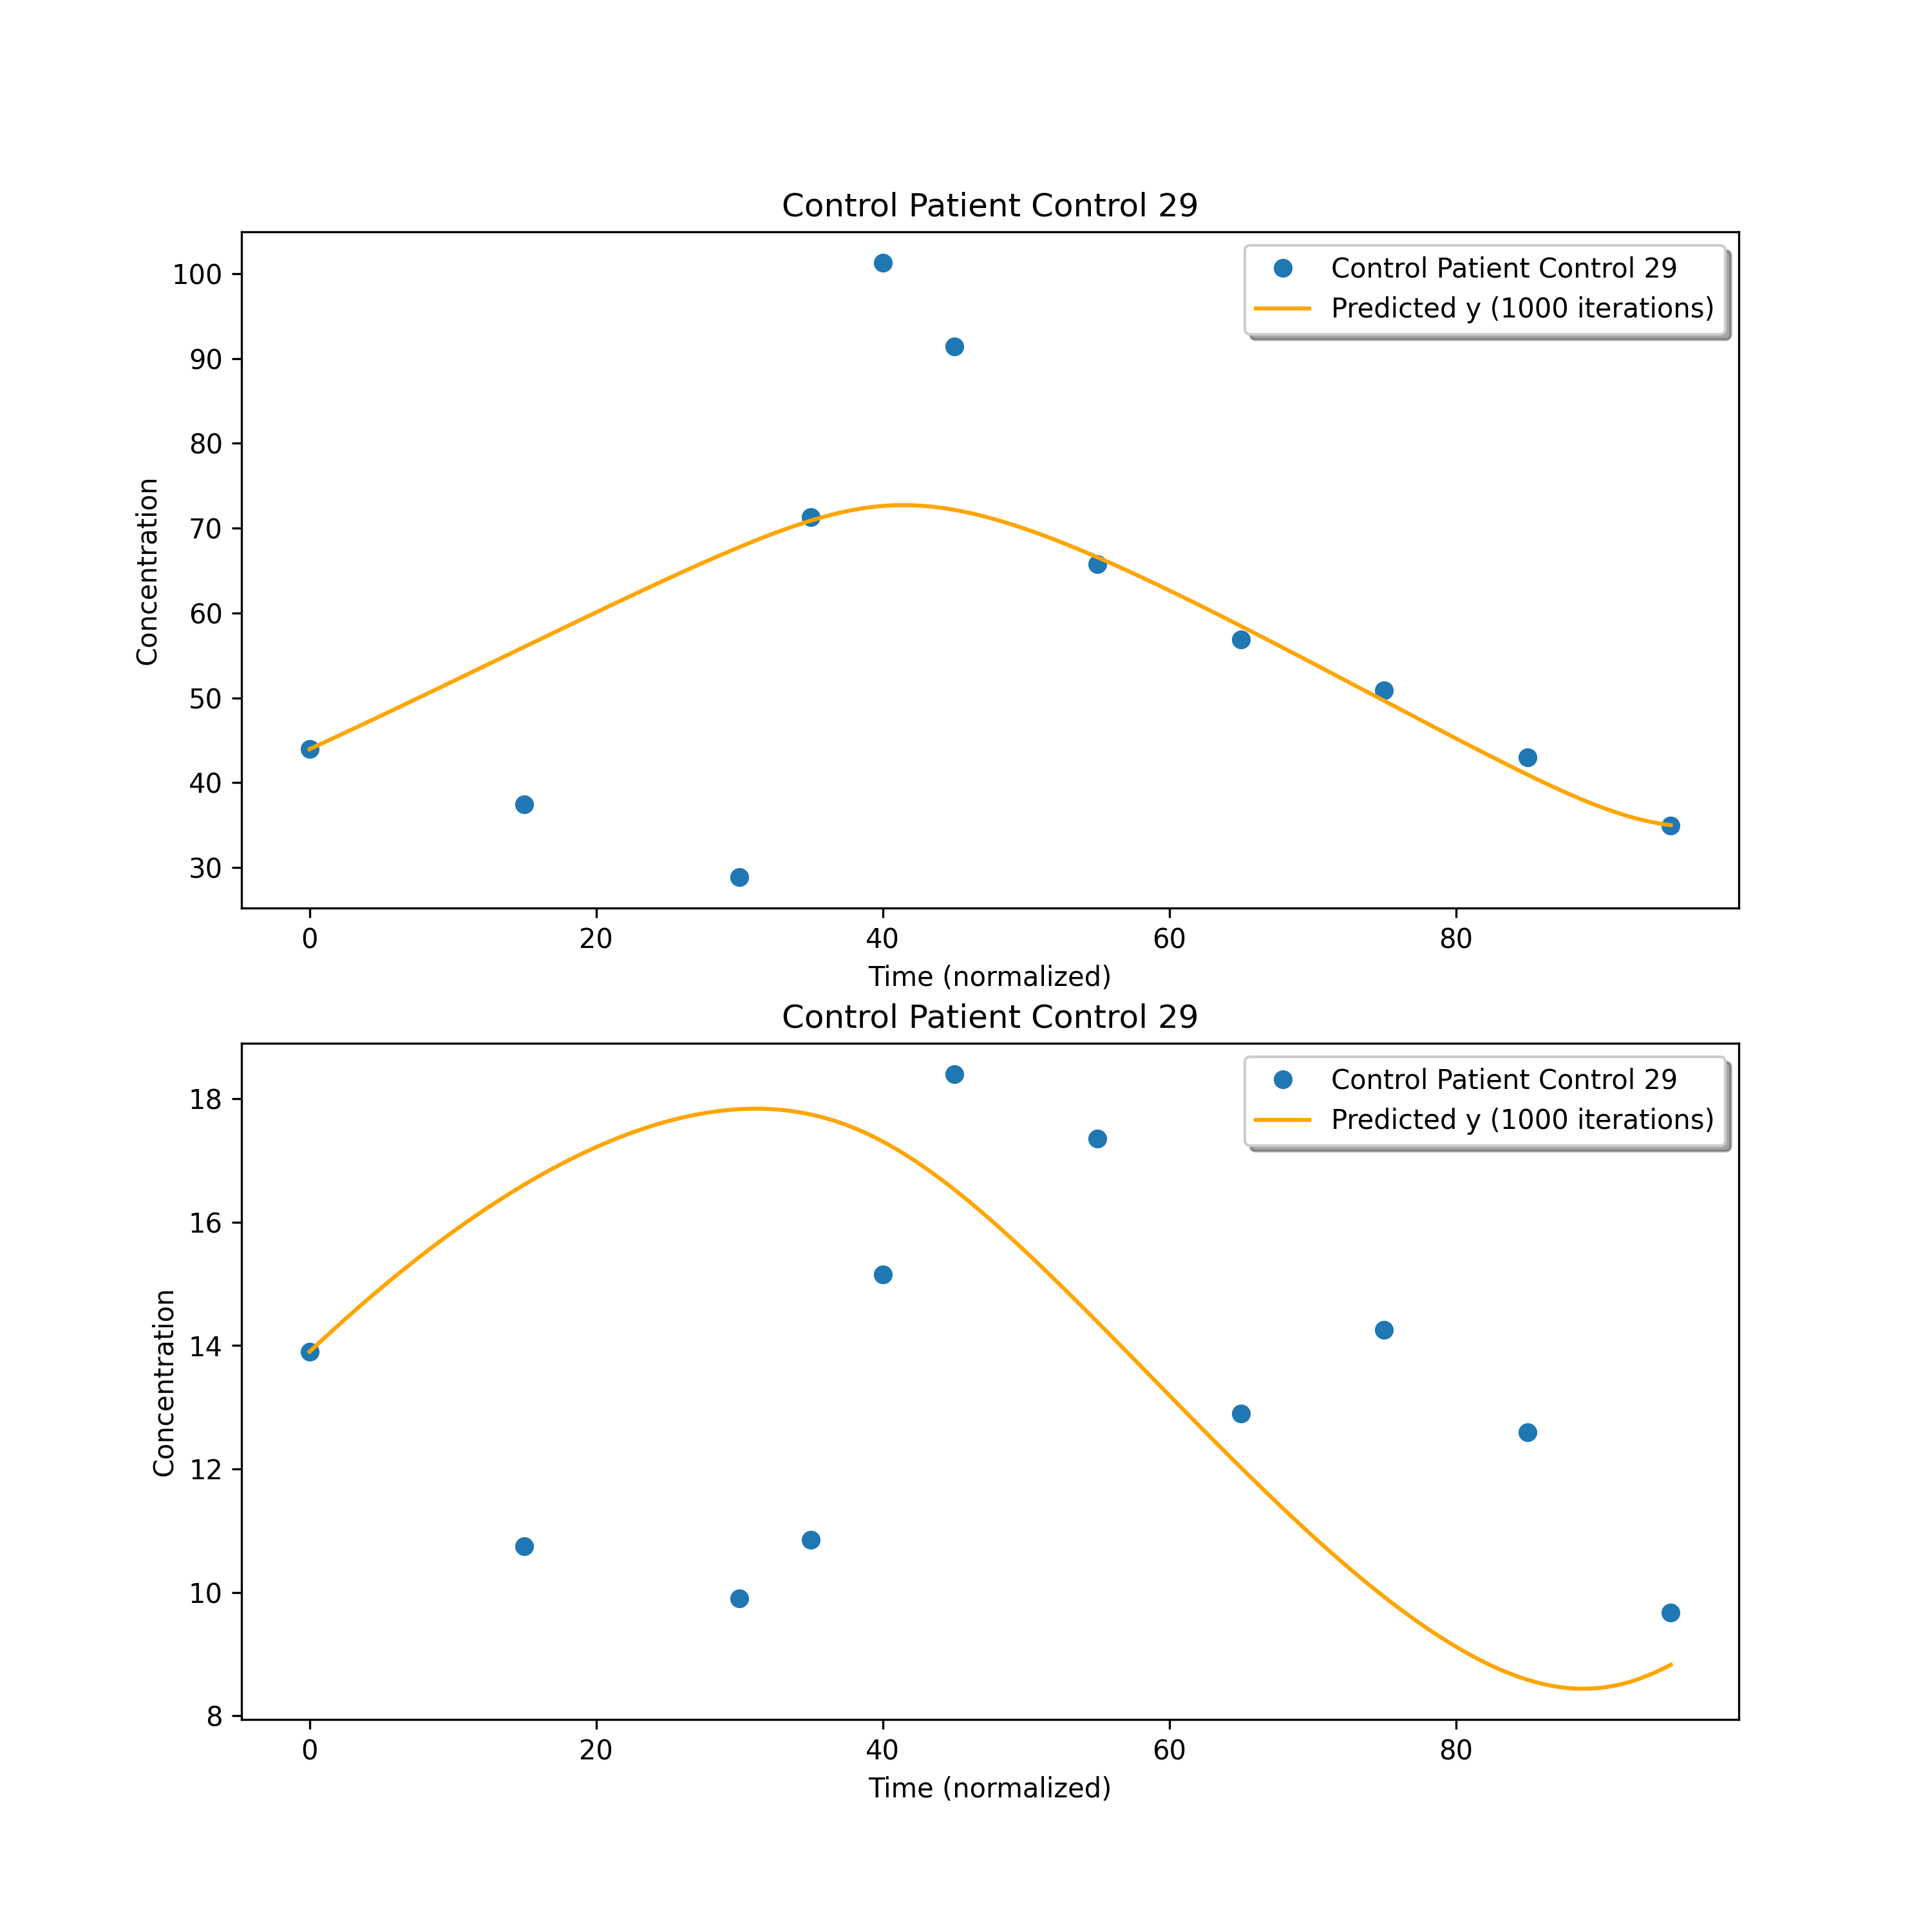 Control Patient Control 29
Control Patient Control 29
Predicted y (1000 iterations)
Concentration
100
90
80
70
60
50
40
30
0 20 40 60 80
Time (normalized)
Control Patient Control 29
Control Patient Control 29
Predicted y (1000 iterations)
Concentration
18
16
14
12
10
8
0 20 40 60 80
Time (normalized)